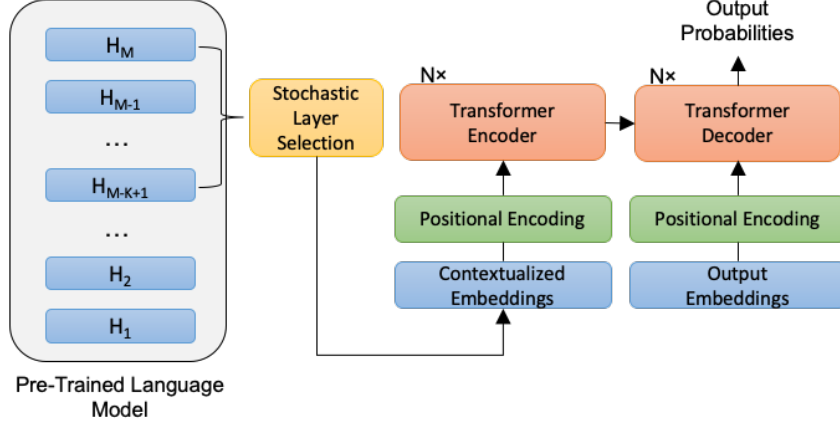 H_M
H_M-1
...
H_M-K+1
...
H_2
H_1
Pre-Trained Language
Model
Stochastic
Layer
Selection
N×
Transformer
Encoder
Positional Encoding
Contextualized
Embeddings
Output
Probabilities
N×
Transformer
Decoder
Positional Encoding
Output
Embeddings